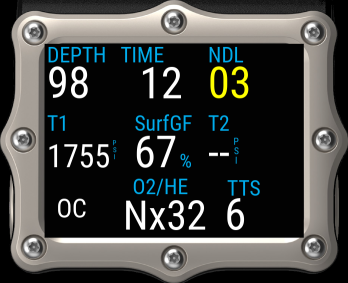 DEPTH TIME NDL
98 12 03
T1 SurfGF T2
1755 PSI 67 % -- PSI
O2/HE TTS
OC Nx32 6